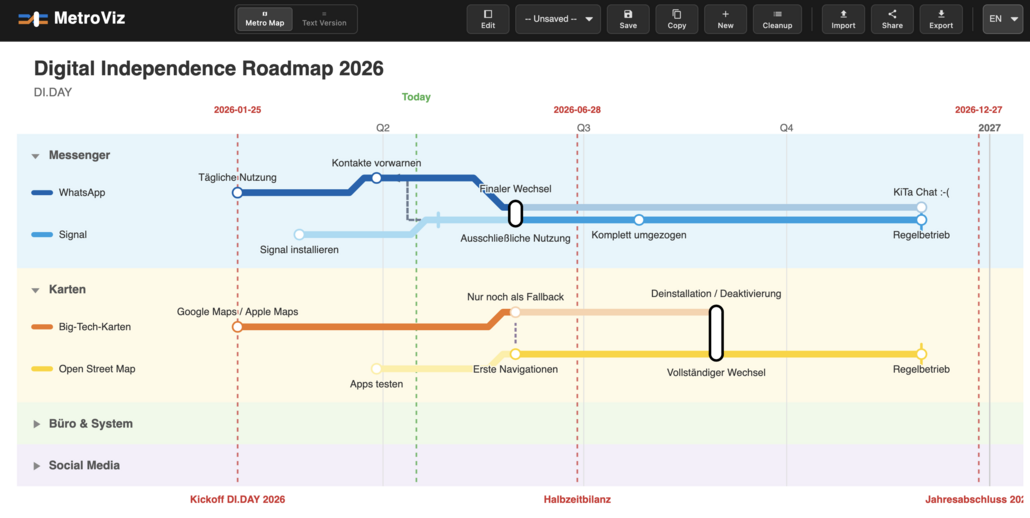 MetroViz
Metro Map
Text Version
Edit
-- Unsaved --
Save
Copy
New
Cleanup
Import
Share
Export
EN
Digital Independence Roadmap 2026
DI.DAY
Today
2026-01-25
2026-06-28
2026-12-27
Q2
Q3
Q4
2027
Messenger
Kontakte vorwarnen
Tägliche Nutzung
Finaler Wechsel
KiTa Chat :-(
WhatsApp
Signal
Signal installieren
Ausschließliche Nutzung
Komplett umgezogen
Regelbetrieb
Karten
Nur noch als Fallback
Deinstallation / Deaktivierung
Google Maps / Apple Maps
Big-Tech-Karten
Open Street Map
Apps testen
Erste Navigationen
Vollständiger Wechsel
Regelbetrieb
Büro & System
Social Media
Kickoff DI.DAY 2026
Halbzeitbilanz
Jahresabschluss 202